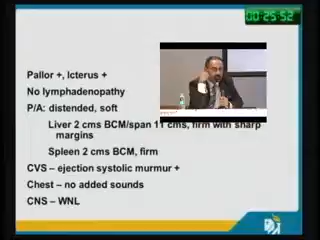 00:25:52
Pallor +, Icterus +
No lymphadenopathy
P/A: distended, soft
Liver 2 cms BCM/span 11 cms, firm with sharp
margins
Spleen 2 cms BCM, firm
CVS – ejection systolic murmur +
Chest – no added sounds
CNS – WNL